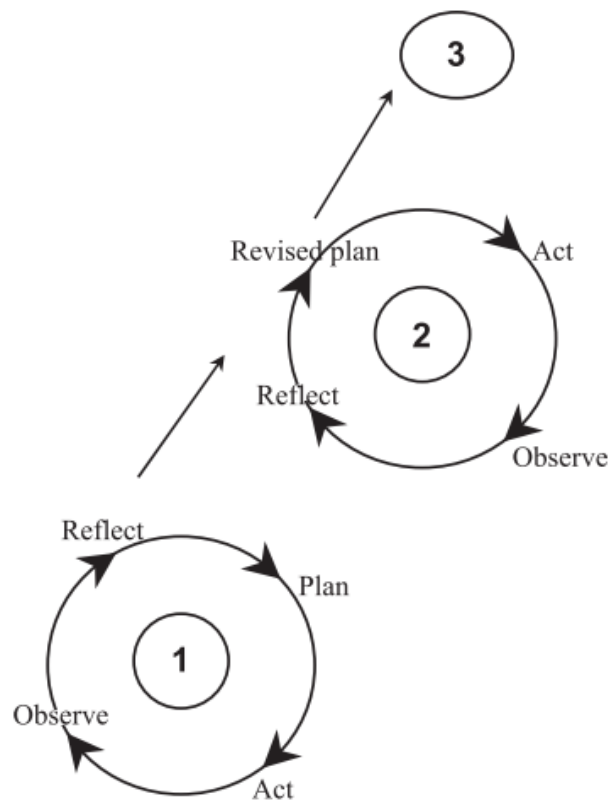 3
Revised plan
Act
2
Reflect
Observe
Reflect
Plan
1
Observe
Act